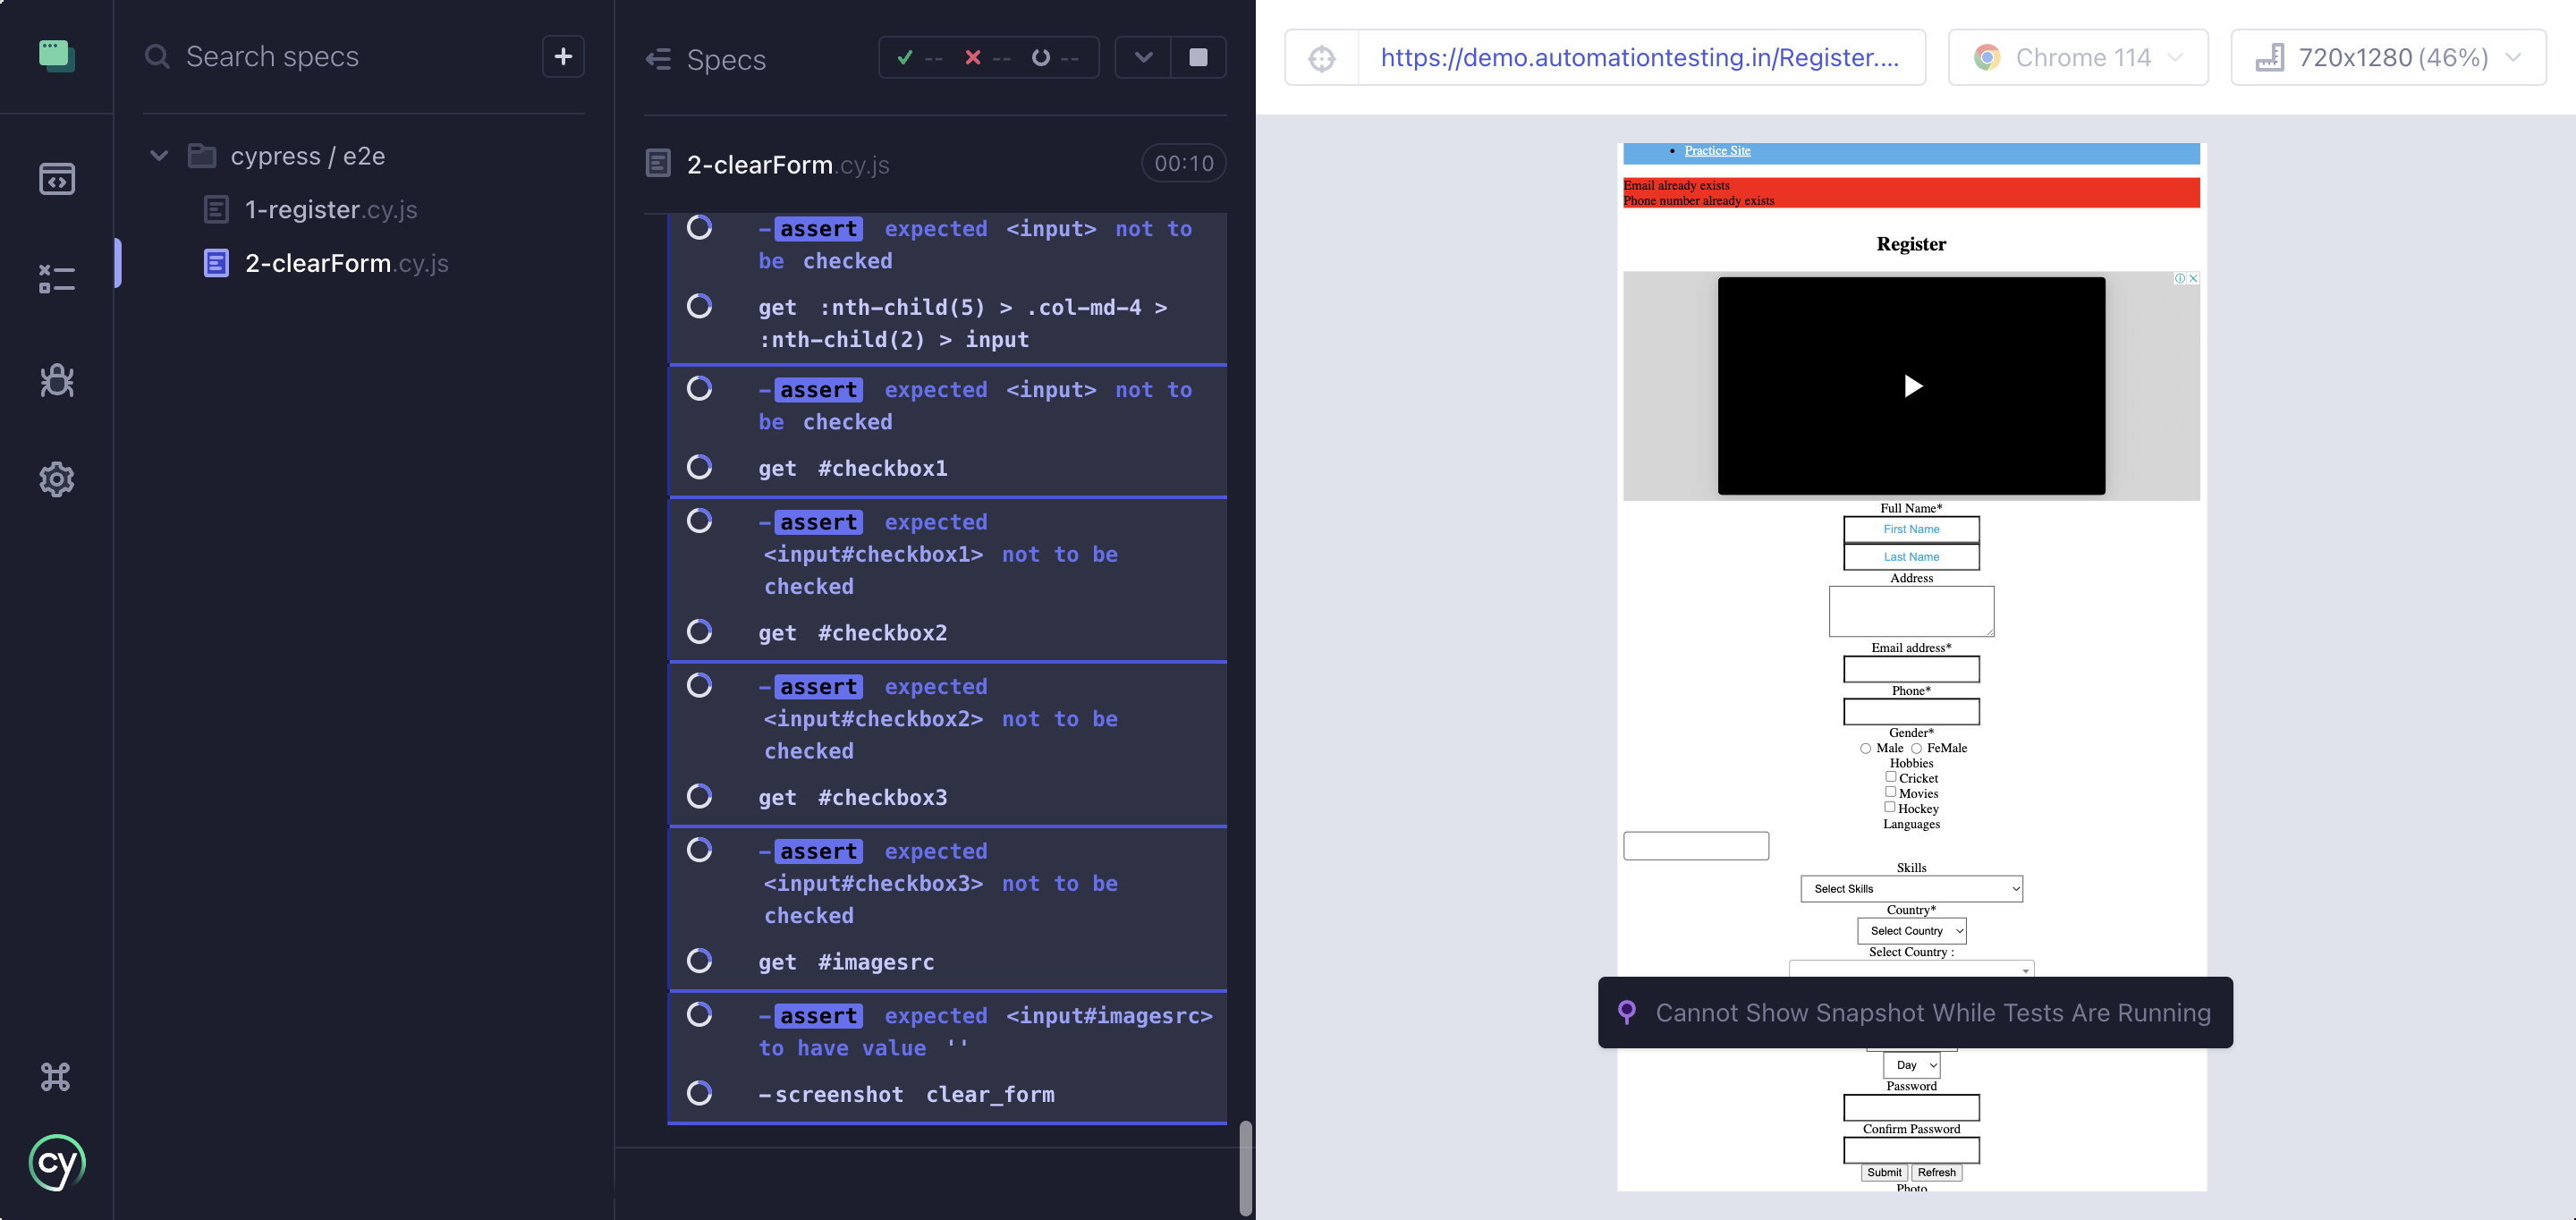 Search specs
+
cypress / e2e
1-register.cy.js
2-clearForm.cy.js
cy
Specs
-- -- --
2-clearForm.cy.js
00:10
-assert expected <input> not to
be checked
get :nth-child(5) > .col-md-4 >
:nth-child(2) > input
-assert expected <input> not to
be checked
get #checkbox1
-assert expected
<input#checkbox1> not to be
checked
get #checkbox2
-assert expected
<input#checkbox2> not to be
checked
get #checkbox3
-assert expected
<input#checkbox3> not to be
checked
get #imagesrc
-assert expected <input#imagesrc>
to have value ''
-screenshot clear_form
https://demo.automationtesting.in/Register....
Chrome 114
720x1280 (46%)
• Practice Site
Email already exists
Phone number already exists
Register
Full Name*
First Name
Last Name
Address
Email address*
Phone*
Gender*
Male FeMale
Hobbies
Cricket
Movies
Hockey
Languages
Skills
Select Skills
Country*
Select Country
Select Country :
Cannot Show Snapshot While Tests Are Running
Day
Password
Confirm Password
Submit Refresh
Photo